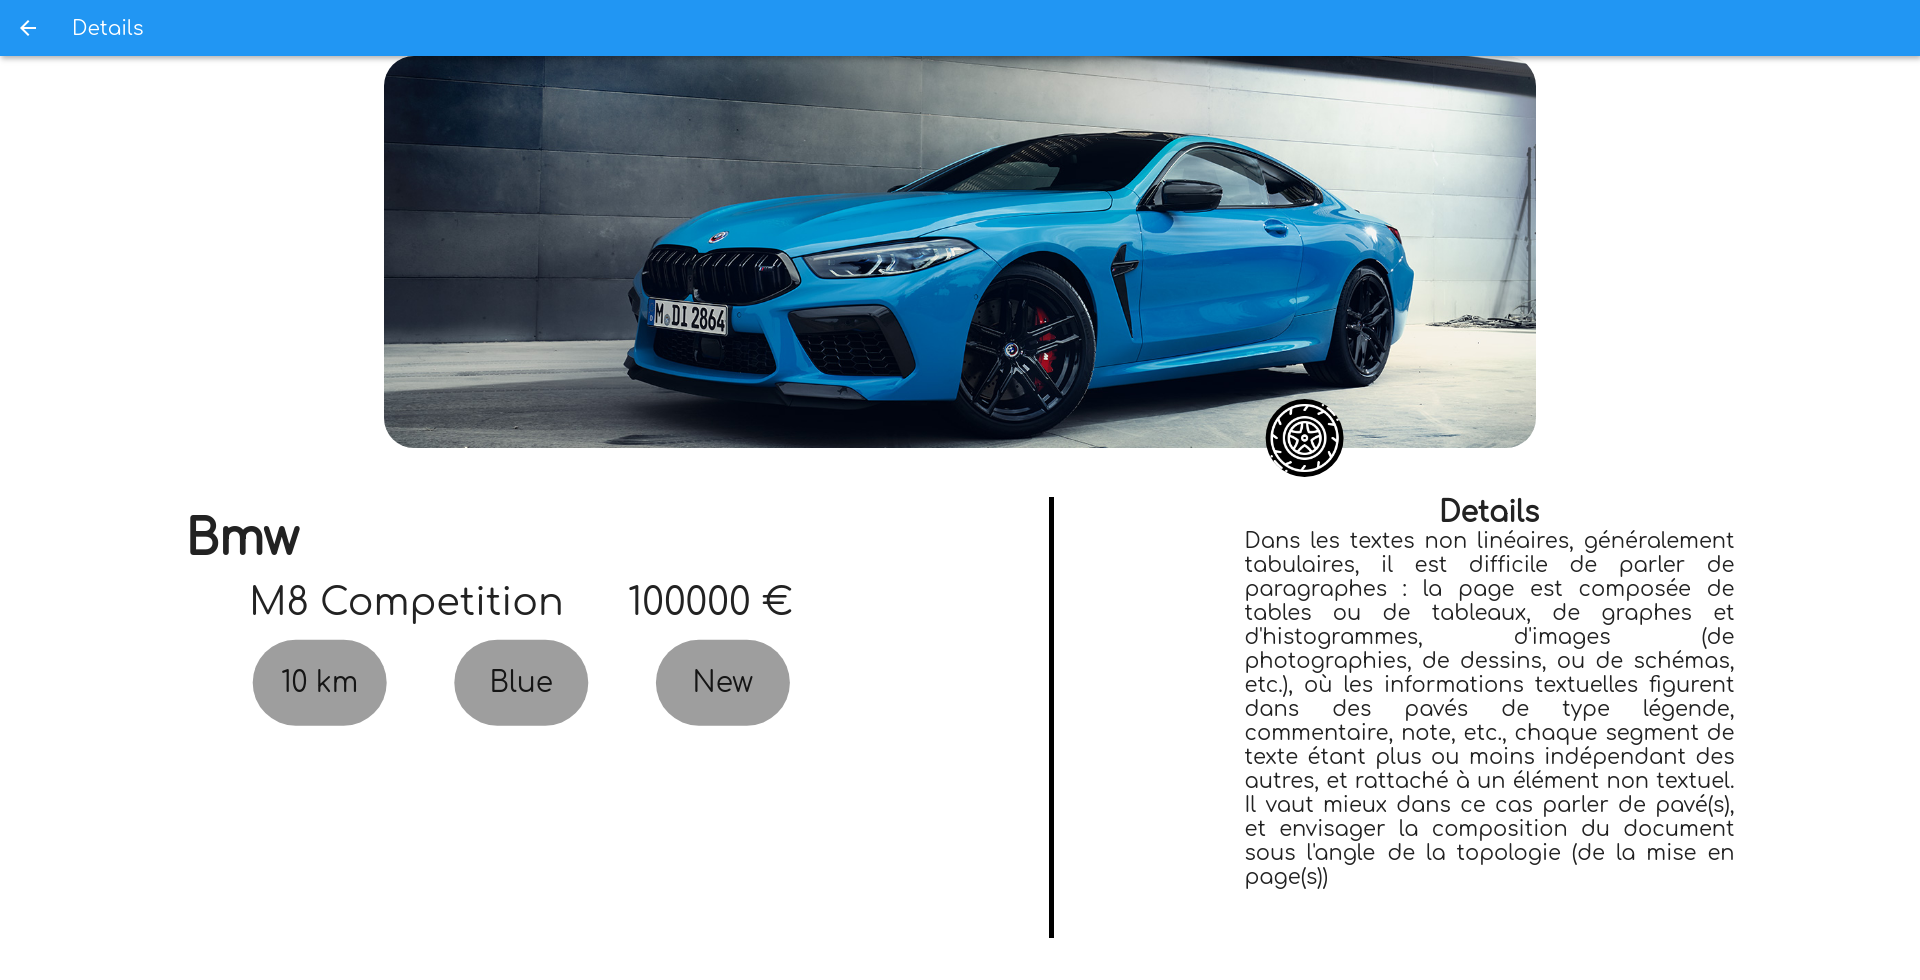 Details
M DI 2864
Bmw
M8 Competition 100000 €
10 km Blue New
Details
Dans les textes non linéaires, généralement
tabulaires, il est difficile de parler de
paragraphes : la page est composée de
tables ou de tableaux, de graphes et
d'histogrammes, d'images (de
photographies, de dessins, ou de schémas,
etc.), où les informations textuelles figurent
dans des pavés de type légende,
commentaire, note, etc., chaque segment de
texte étant plus ou moins indépendant des
autres, et rattaché à un élément non textuel.
Il vaut mieux dans ce cas parler de pavé(s),
et envisager la composition du document
sous l'angle de la topologie (de la mise en
page(s))